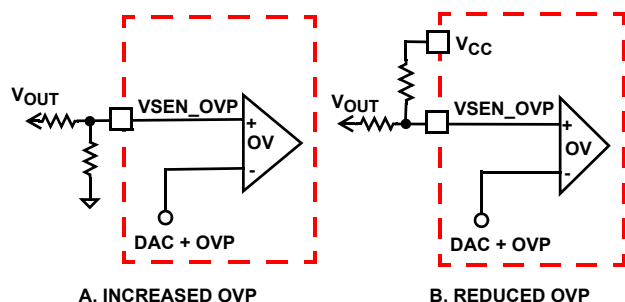 VOUT
VSEN_OVP
+
OV
-
DAC + OVP
A. INCREASED OVP
VCC
VOUT
VSEN_OVP
+
OV
-
DAC + OVP
B. REDUCED OVP